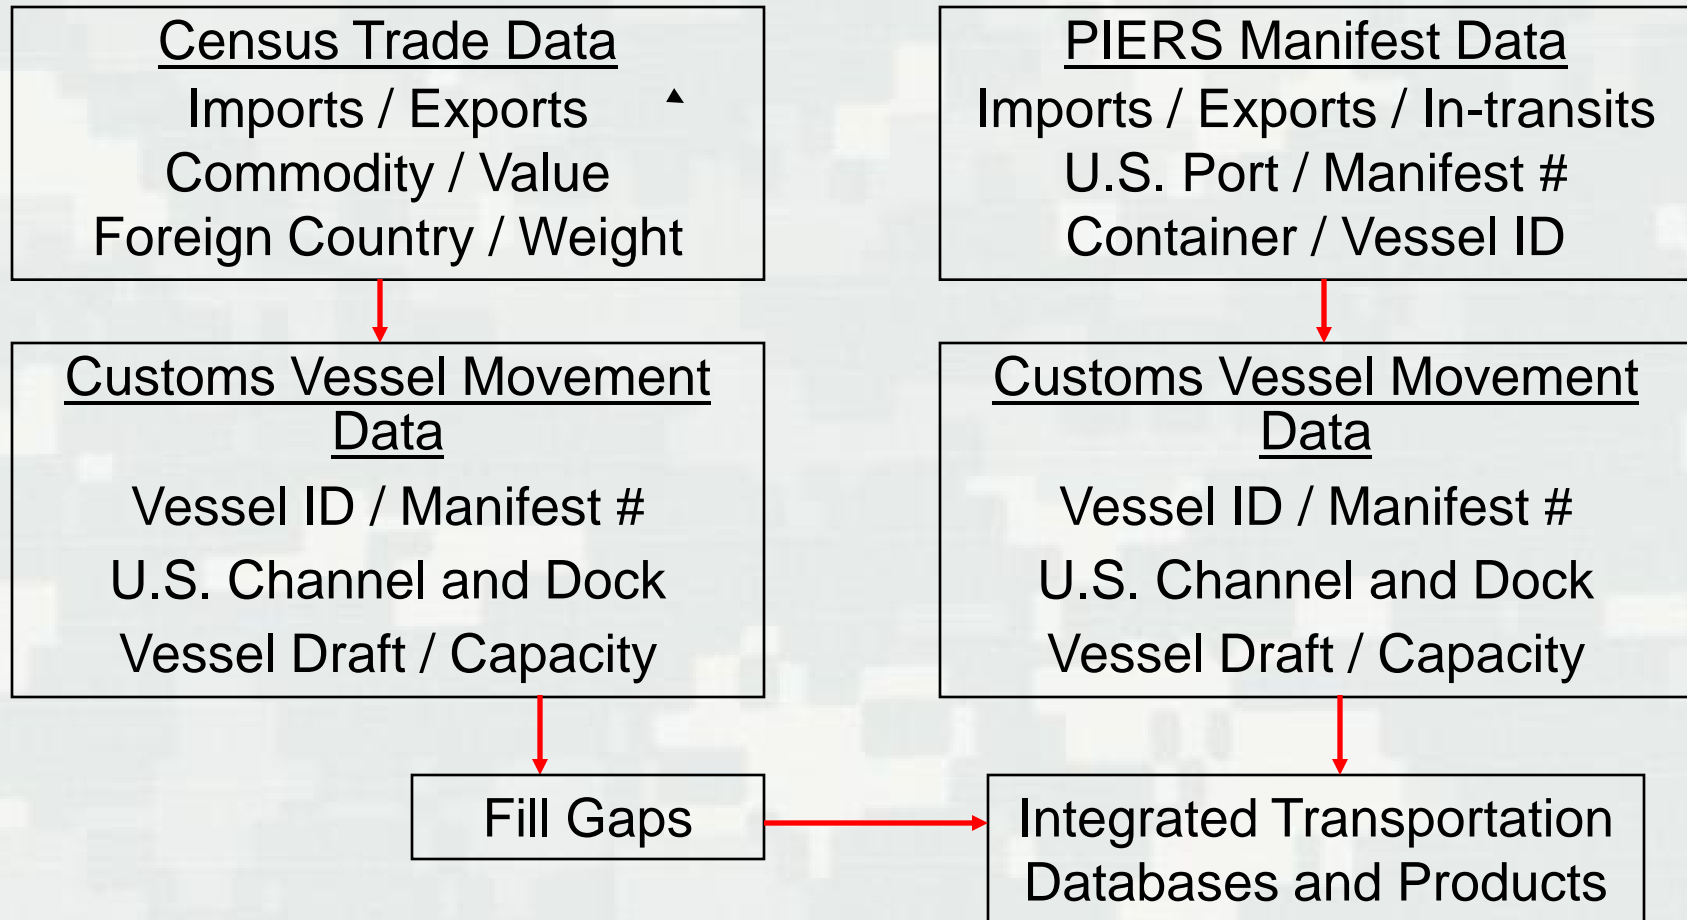 Census Trade Data
Imports / Exports
Commodity / Value
Foreign Country / Weight
PIERS Manifest Data
Imports / Exports / In-transits
U.S. Port / Manifest #
Container / Vessel ID
Customs Vessel Movement
Data
Vessel ID / Manifest #
U.S. Channel and Dock
Vessel Draft / Capacity
Customs Vessel Movement
Data
Vessel ID / Manifest #
U.S. Channel and Dock
Vessel Draft / Capacity
Fill Gaps
Integrated Transportation
Databases and Products